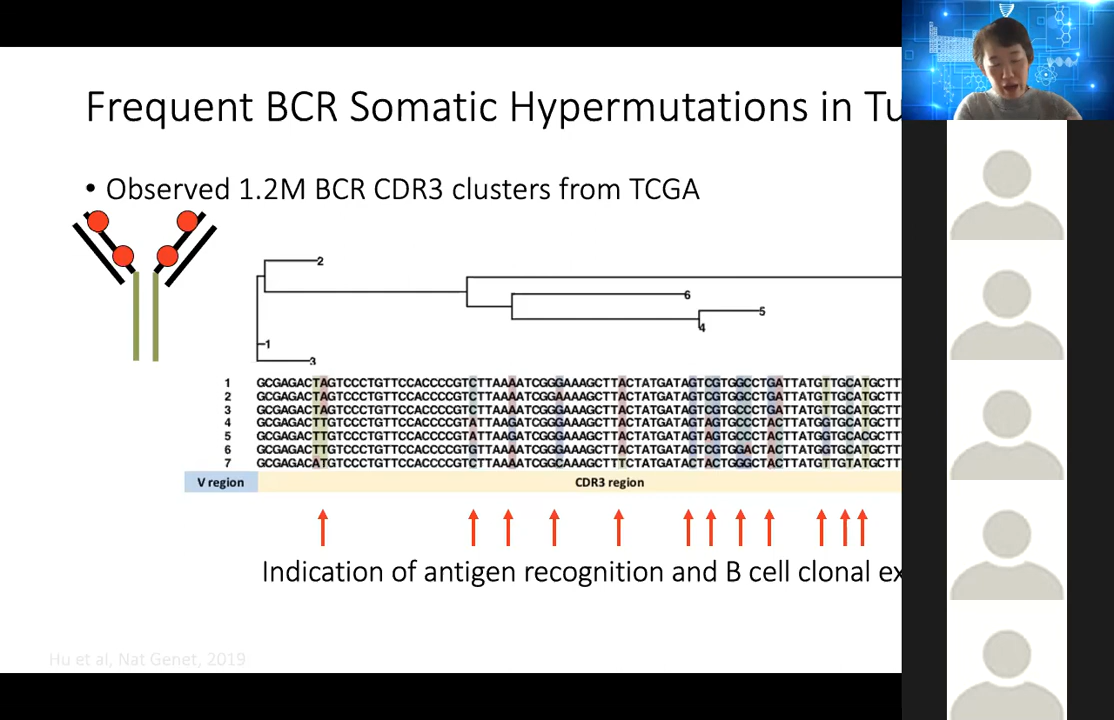 Frequent BCR Somatic Hypermutations in Tu
• Observed 1.2M BCR CDR3 clusters from TCGA
2
6
5
4
1
3
1 GCGAGACTAGTCCCTGTTCCACCCCGTCTTAAAATCGGGAAAGCTTACTATGATAGTCGTGGCCTGATTATGTTGCATGCTT
2 GCGAGACTAGTCCCTGTTCCACCCCGTCTTAAAATCGGAAAAGCTTACTATGATAGTCGTGCCCTGATTATGTTGCATGCTT
3 GCGAGACTAGTCCCTGTTCCACCCCGTCTTAAAATCGGGAAAGCTTACTATGATAGTCGTGCCCTGATTATGTTGCATGCTT
4 GCGAGACTTGTCCCTGTTCCACCCCGTATTAAGATCGGGAAAGCTTACTATGATAGTAGTGCCCTACTTATGGTGCATGCTT
5 GCGAGACTTGTCCCTGTTCCACCCCGTATTAAGATCGGGAAAGCTTACTATGATAGTAGTGCCCTACTTATGGTGCACGCTT
6 GCGAGACTTGTCCCTGTTCCACCCCGTGTTAAAATCGGGAAAGCTTACTATGATAGTCGTGGACTACTTATGGTGCATGCTT
7 GCGAGACATGTCCCTGTTCCACCCCGTCTTAAAATCGGCAAAGCTTTCTATGATACTACTGGGCTACTTATGTTGTATGCTT
V region CDR3 region
Indication of antigen recognition and B cell clonal ex
Hu et al, Nat Genet, 2019